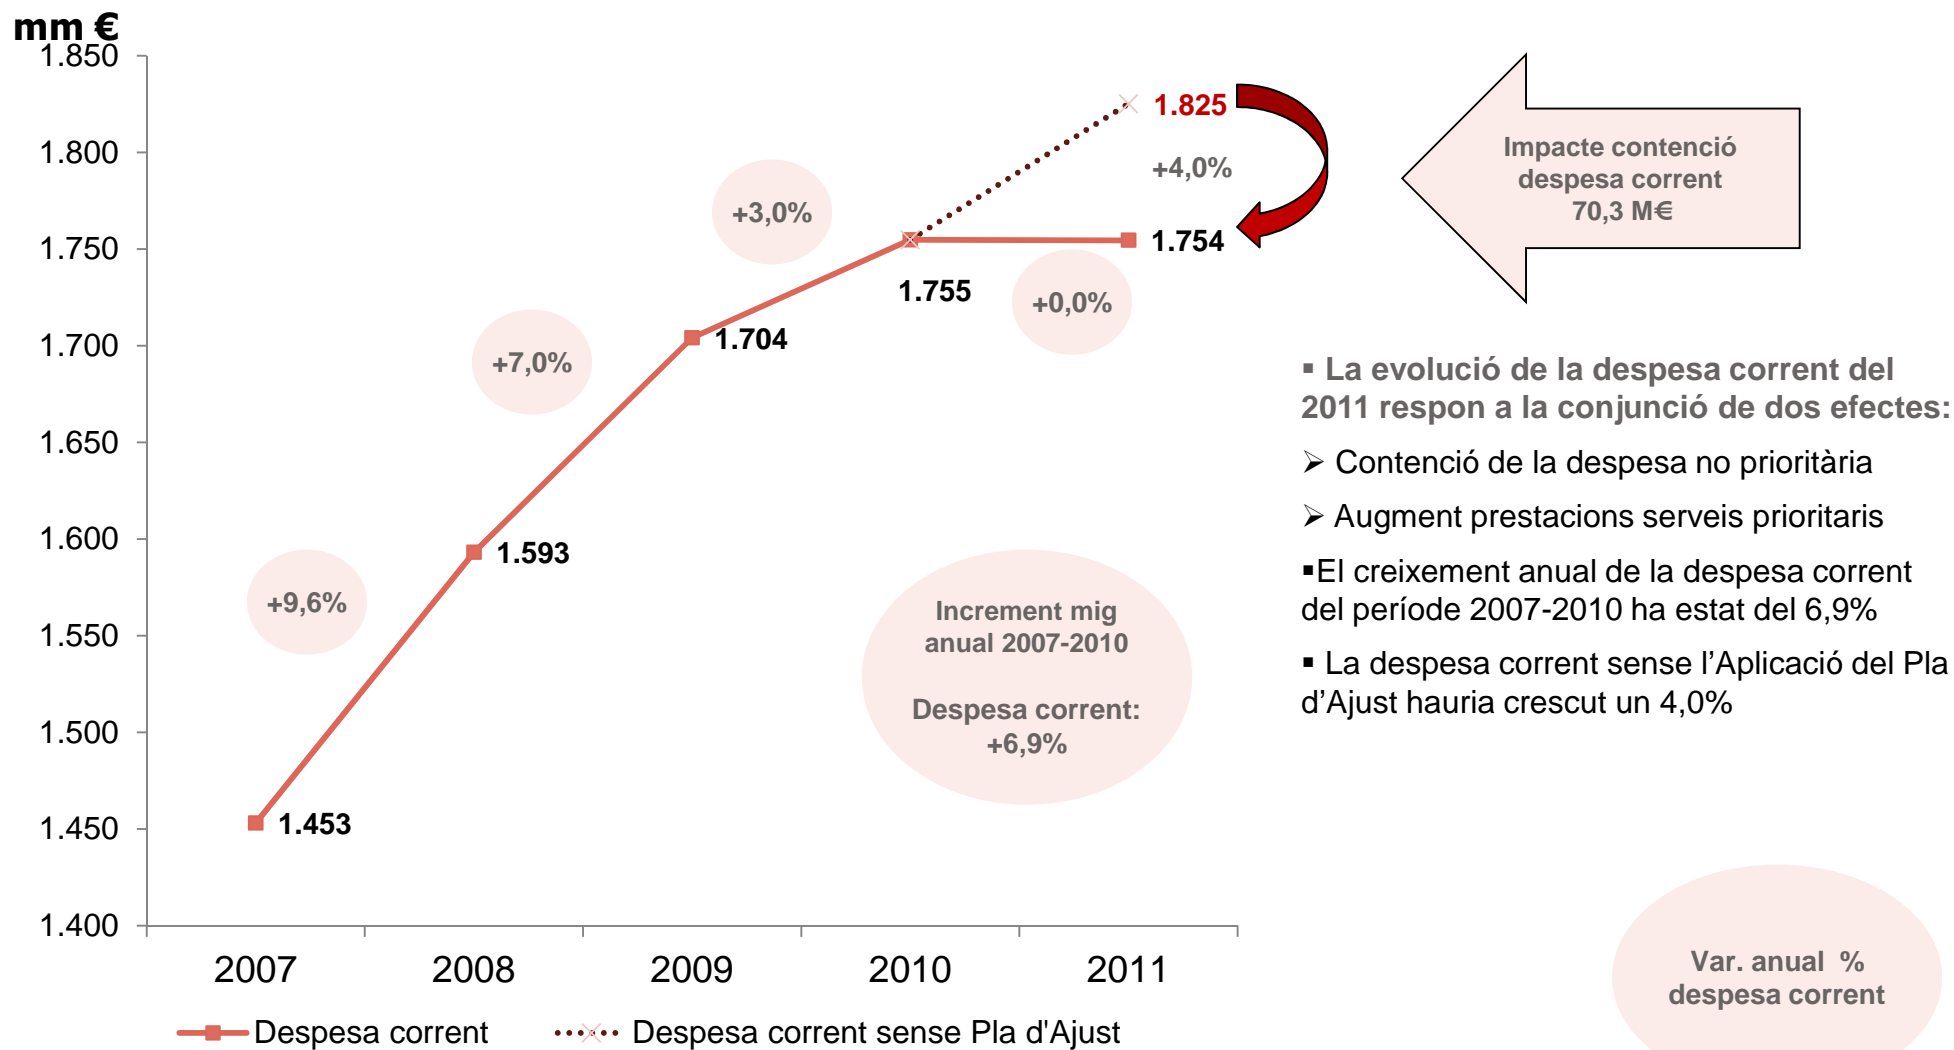 mm €
1.850
1.800
1.750
1.700
1.650
1.600
1.550
1.500
1.450
1.400
2007
2008
2009
2010
2011
1.453
1.593
1.704
1.755
1.754
1.825
+9,6%
+7,0%
+3,0%
+0,0%
+4,0%
Increment mig
anual 2007-2010
Despesa corrent:
+6,9%
Despesa corrent
Despesa corrent sense Pla d'Ajust
Impacte contenció
despesa corrent
70,3 M€
▪ La evolució de la despesa corrent del
2011 respon a la conjunció de dos efectes:
➢ Contenció de la despesa no prioritària
➢ Augment prestacions serveis prioritaris
▪El creixement anual de la despesa corrent
del període 2007-2010 ha estat del 6,9%
▪ La despesa corrent sense l’Aplicació del Pla
d’Ajust hauria crescut un 4,0%
Var. anual %
despesa corrent